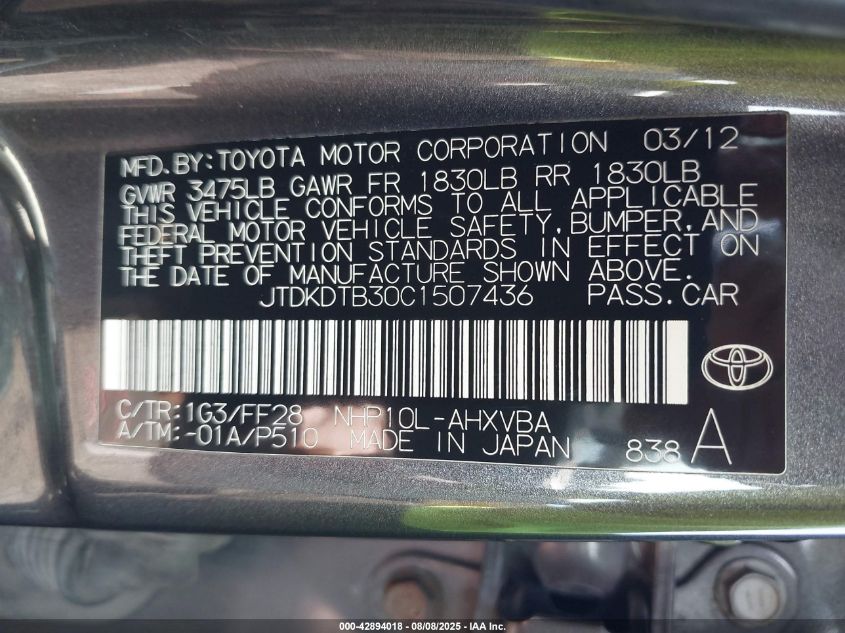 MFD.BY:TOYOTA MOTOR CORPORATION 03/12
GVWR 3475LB GAWR FR 1830LB RR 1830LB
THIS VEHICLE CONFORMS TO ALL APPLICABLE
FEDERAL MOTOR VEHICLE SAFETY,BUMPER,AND
THEFT PREVENTION STANDARDS IN EFFECT ON
THE DATE OF MANUFACTURE SHOWN ABOVE.
JTDKDTB30C1507436 PASS.CAR
C/TR:1G3/FF28 NHP10L-AHXVBA
A/TM:-01A/P510 MADE IN JAPAN 838 A
000-42894018 - 08/08/2025 - IAA Inc.